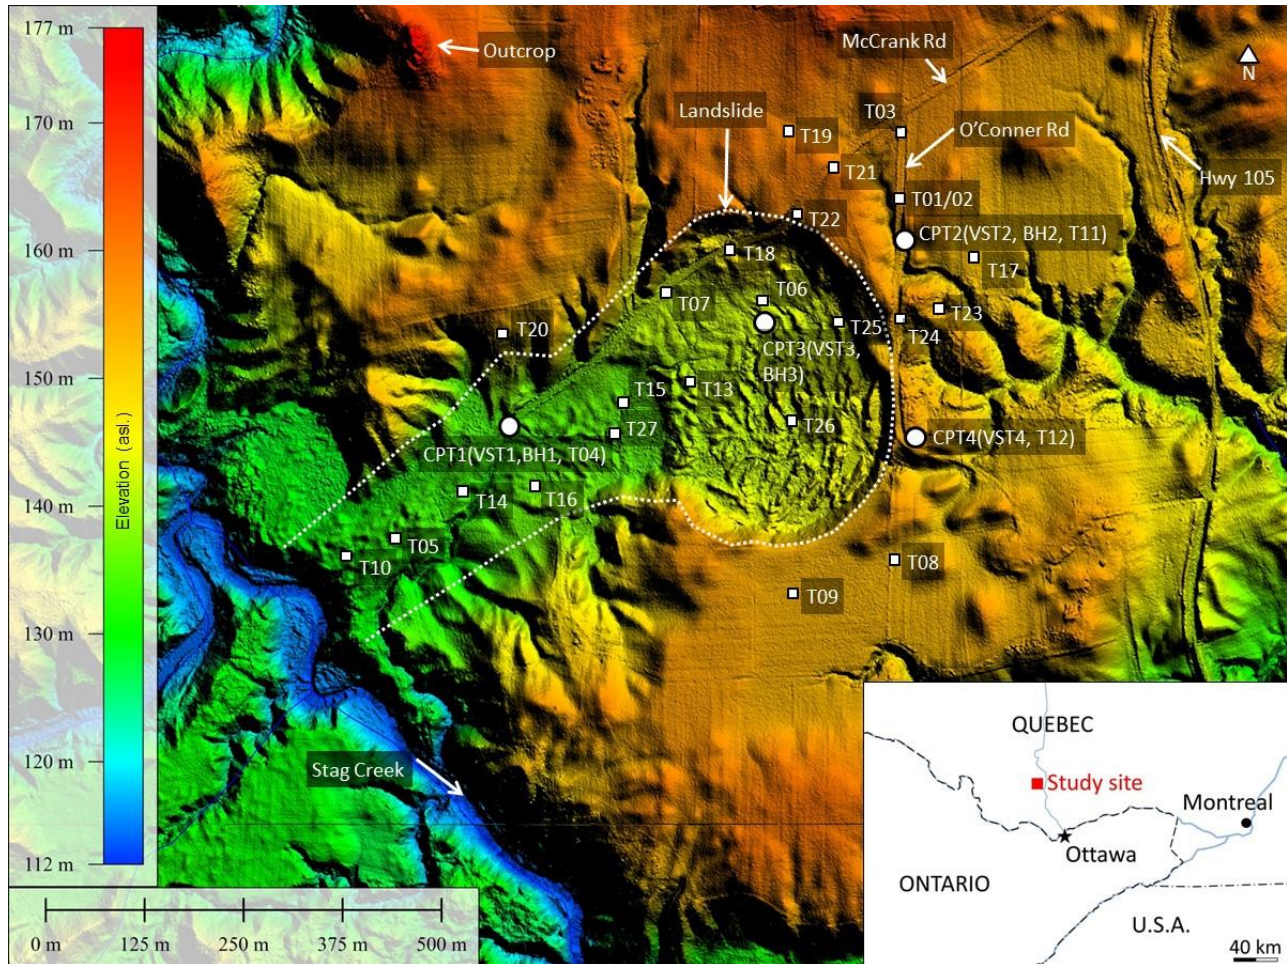 177 m
170 m
160 m
150 m
140 m
130 m
120 m
112 m
Elevation (asl.)
0 m
125 m
250 m
375 m
500 m
Outcrop
McCrank Rd
N
Landslide
T03
T19
O'Conner Rd
T21
Hwy 105
T01/02
T22
CPT2(VST2, BH2, T11)
T18
T17
T07
T06
T23
T20
T25
T24
CPT3(VST3,
BH3)
T13
T15
T26
T27
CPT4(VST4, T12)
CPT1(VST1,BH1, T04)
T14
T16
T05
T10
T08
T09
Stag Creek
QUEBEC
Study site
Montreal
Ottawa
ONTARIO
U.S.A.
40 km